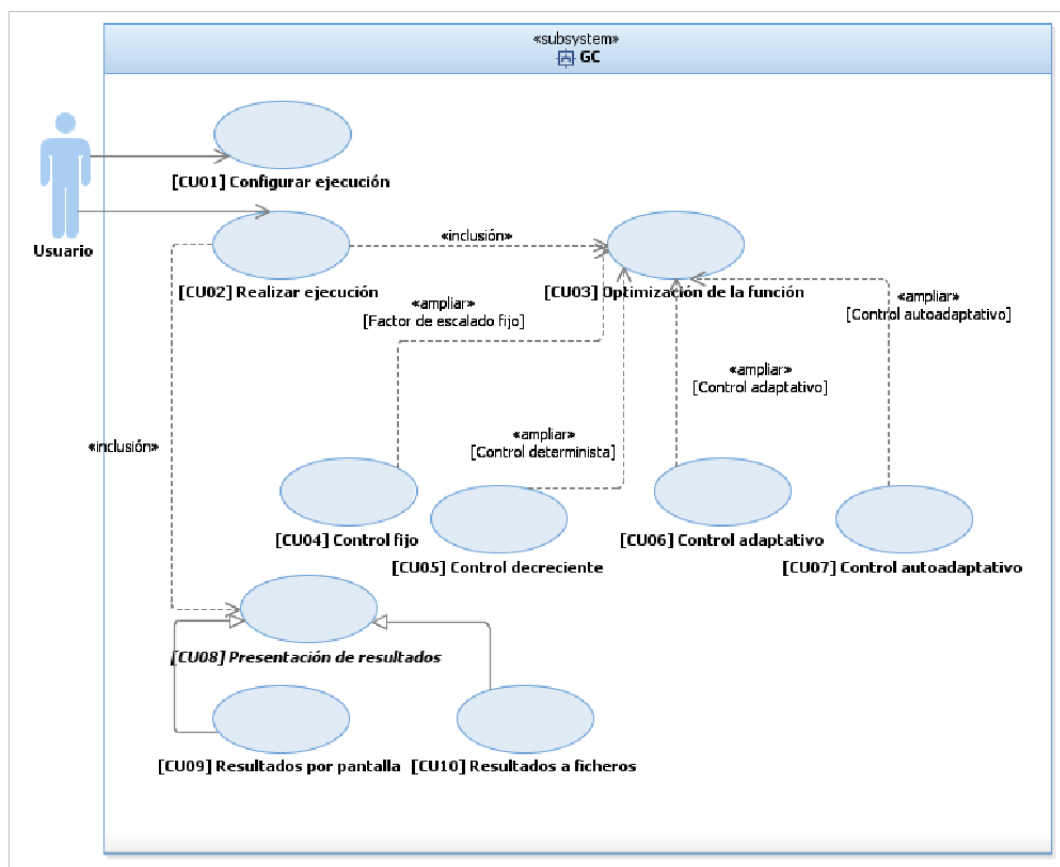 «subsystem»
GC
[CU01] Configurar ejecución
Usuario
«inclusión»
[CU02] Realizar ejecución
[CU03] Optimización de la función
«ampliar»
[Factor de escalado fijo]
«ampliar»
[Control autoadaptativo]
«ampliar»
[Control adaptativo]
«inclusión»
«ampliar»
[Control determinista]
[CU04] Control fijo
[CU05] Control decreciente
[CU06] Control adaptativo
[CU07] Control autoadaptativo
[CU08] Presentación de resultados
[CU09] Resultados por pantalla
[CU10] Resultados a ficheros